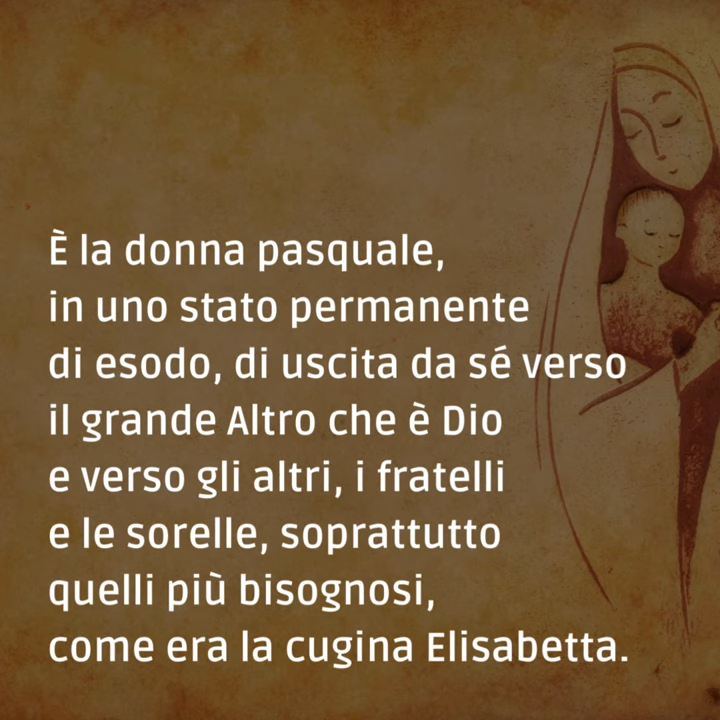 È la donna pasquale,
in uno stato permanente
di esodo, di uscita da sé verso
il grande Altro che è Dio
e verso gli altri, i fratelli
e le sorelle, soprattutto
quelli più bisognosi,
come era la cugina Elisabetta.